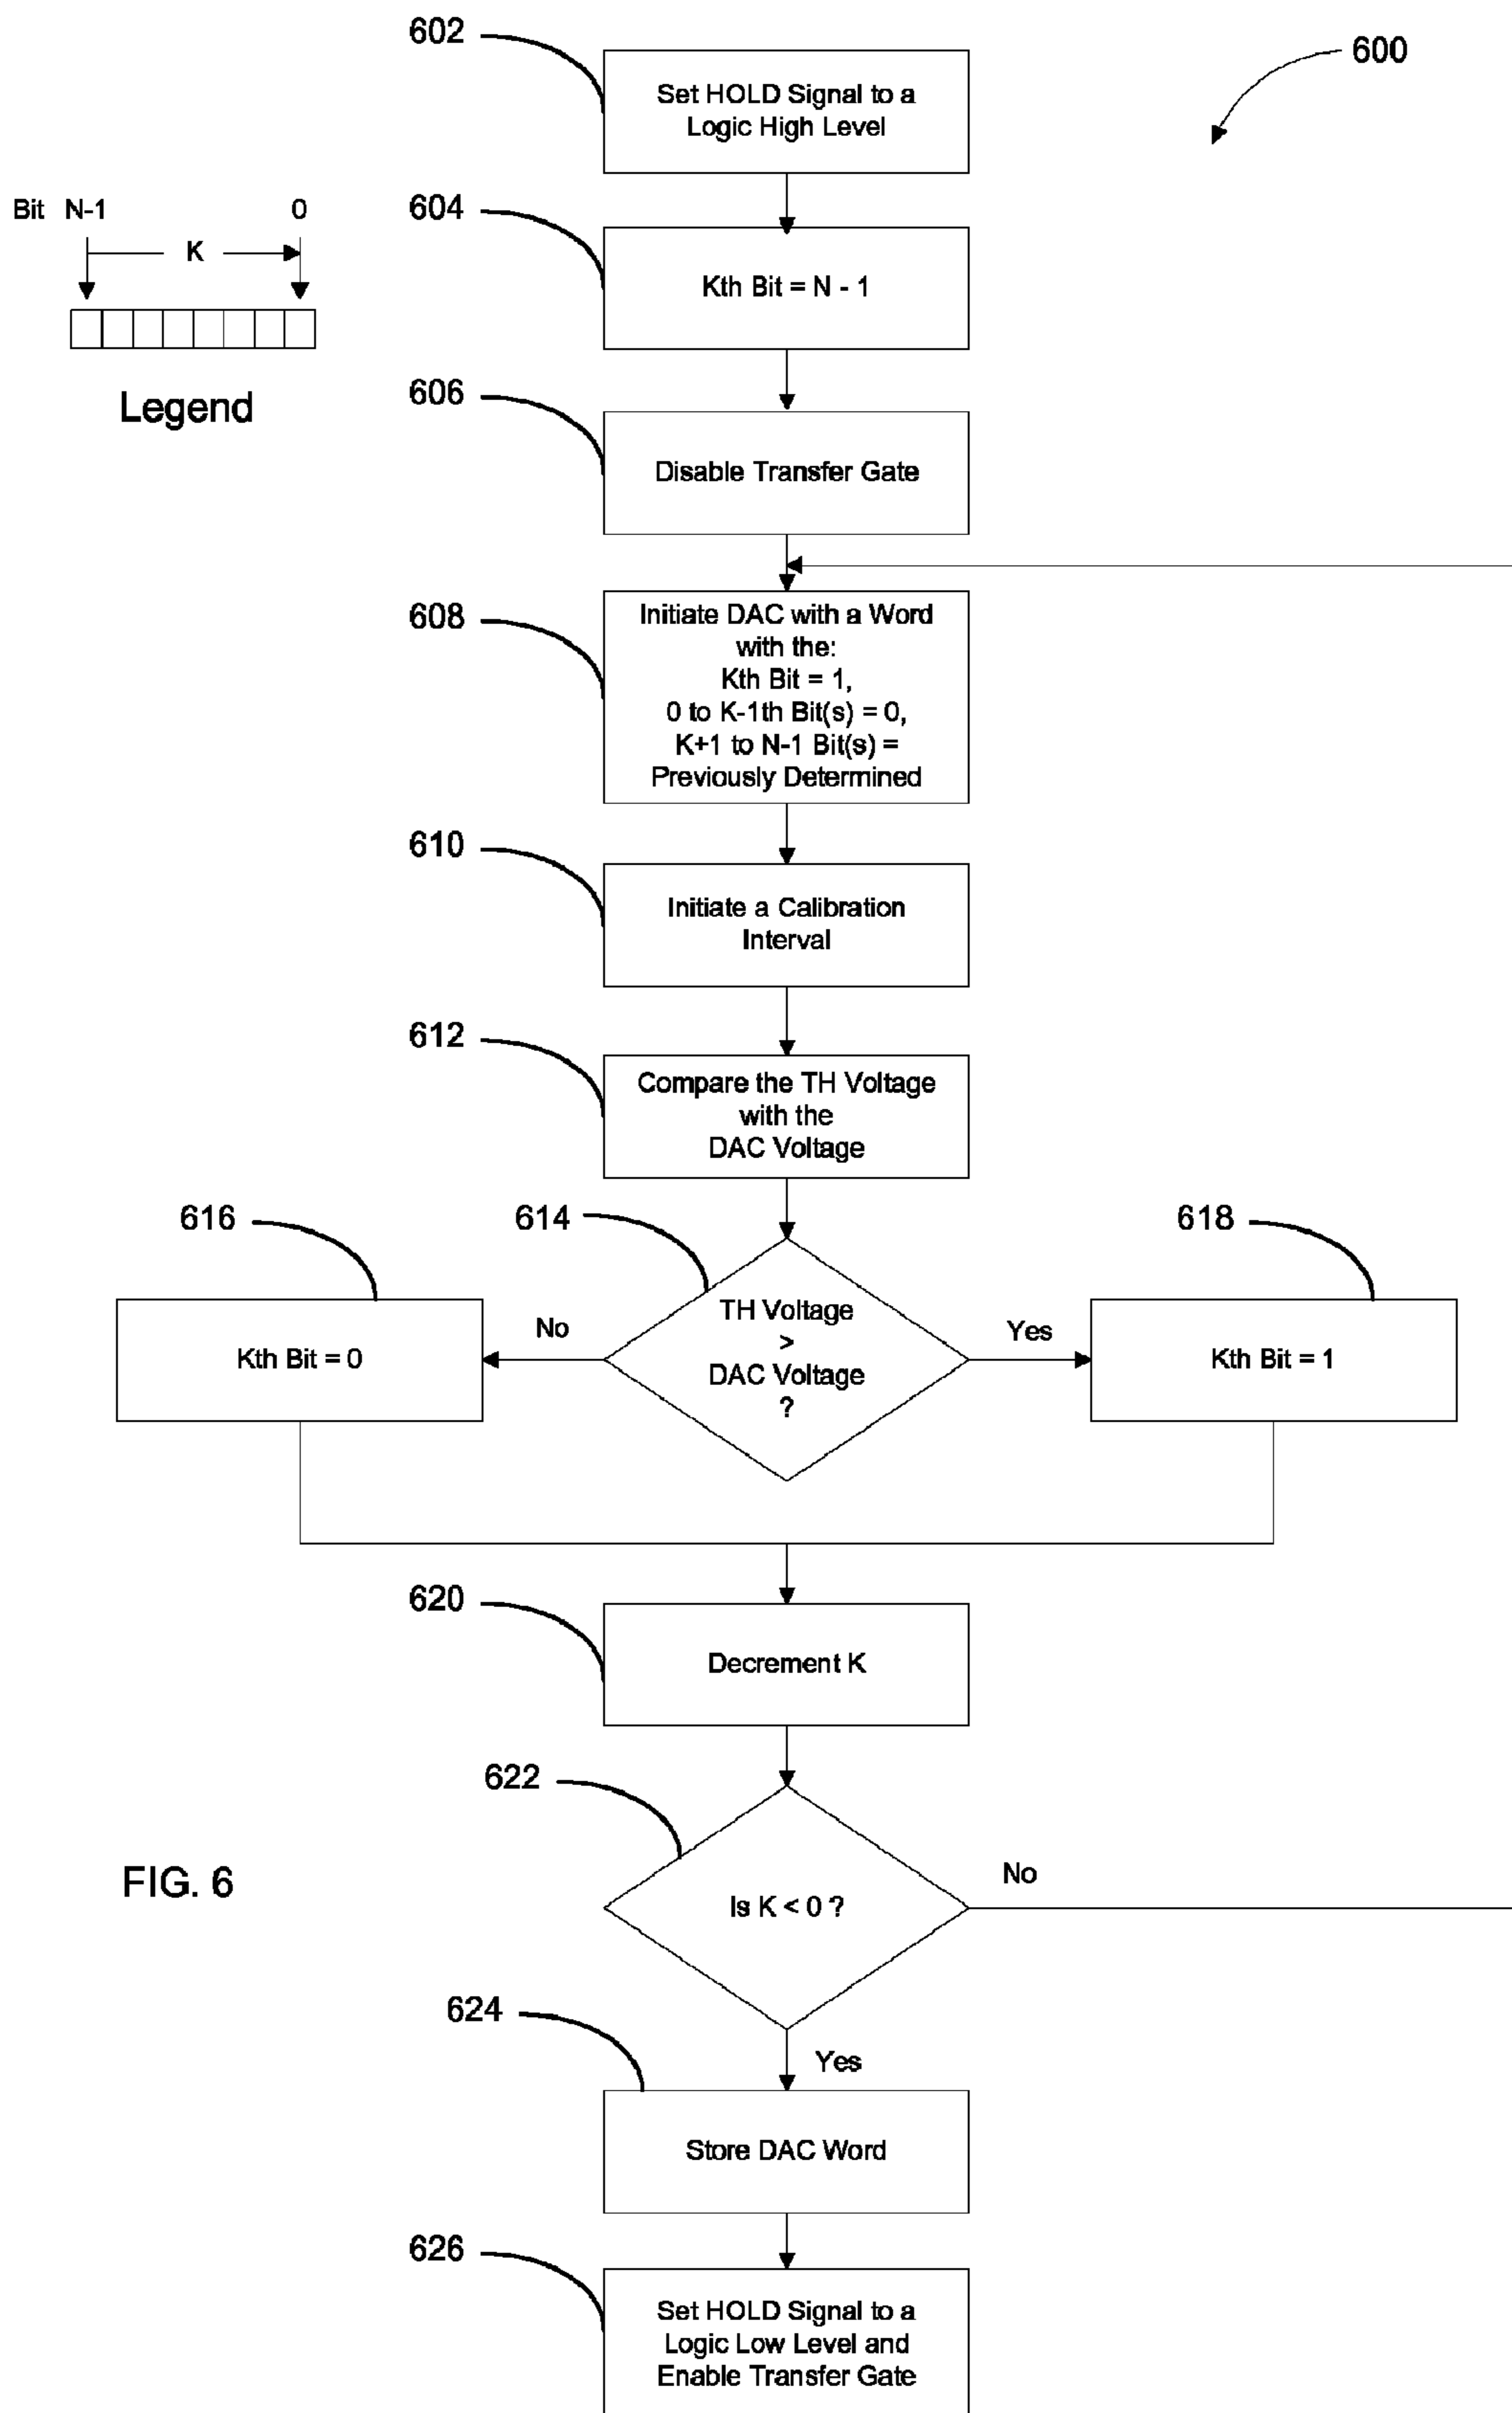 602
Set HOLD Signal to a
Logic High Level
600
Bit N-1 0
K
Legend
604
Kth Bit = N - 1
606
Disable Transfer Gate
608
Initiate DAC with a Word
with the:
Kth Bit = 1,
0 to K-1th Bit(s) = 0,
K+1 to N-1 Bit(s) =
Previously Determined
610
Initiate a Calibration
Interval
612
Compare the TH Voltage
with the
DAC Voltage
616
614
618
Kth Bit = 0
No
TH Voltage
>
DAC Voltage
?
Yes
Kth Bit = 1
620
Decrement K
622
Is K < 0 ?
No
FIG. 6
624
Yes
Store DAC Word
626
Set HOLD Signal to a
Logic Low Level and
Enable Transfer Gate